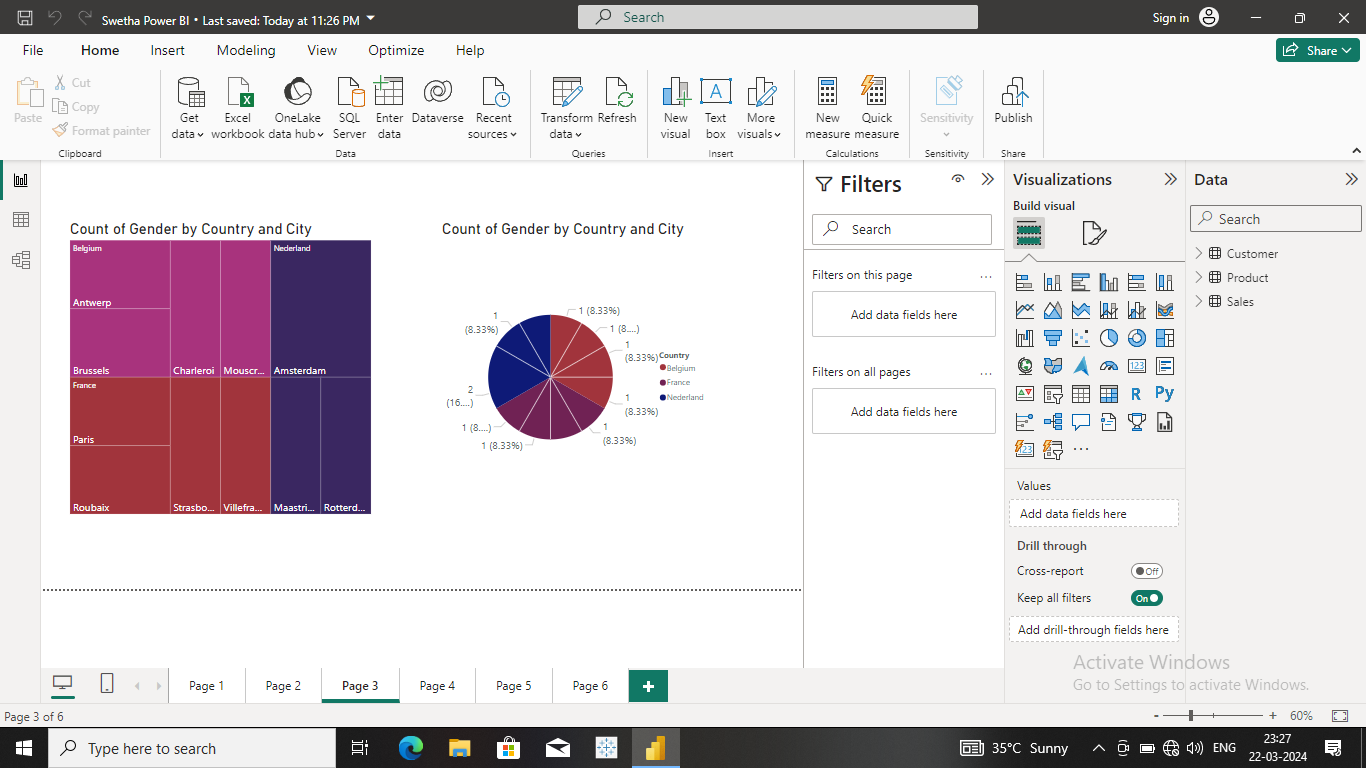 Swetha Power BI • Last saved: Today at 11:26 PM
Search
Sign in
File
Home
Insert
Modeling
View
Optimize
Help
Share
Paste
Cut
Copy
Format painter
Clipboard
Get data
Excel workbook
OneLake data hub
SQL Server
Enter data
Dataverse
Recent sources
Data
Transform data
Refresh
Queries
New visual
Text box
More visuals
Insert
New measure
Quick measure
Calculations
Sensitivity
Sensitivity
Publish
Share
Count of Gender by Country and City
Belgium
Antwerp
Brussels
Charleroi
Mouscr...
Nederland
Amsterdam
France
Paris
Roubaix
Strasbo...
Villefra...
Maastri...
Rotterd...
Count of Gender by Country and City
1 (8.33%)
1 (8....)
1 (8.33%)
1 (8.33%)
1 (8.33%)
1 (8.33%)
1 (8....)
2 (16....)
1 (8.33%)
Country
Belgium
France
Nederland
Filters
Search
Filters on this page
...
Add data fields here
Filters on all pages
...
Add data fields here
Visualizations
Build visual
123
R
Py
123
...
Values
Add data fields here
Drill through
Cross-report
Off
Keep all filters
On
Add drill-through fields here
Data
Search
Customer
Product
Sales
Activate Windows
Go to Settings to activate Windows.
Page 1
Page 2
Page 3
Page 4
Page 5
Page 6
+
Page 3 of 6
- + 60%
Type here to search
35°C Sunny
ENG
23:27
22-03-2024